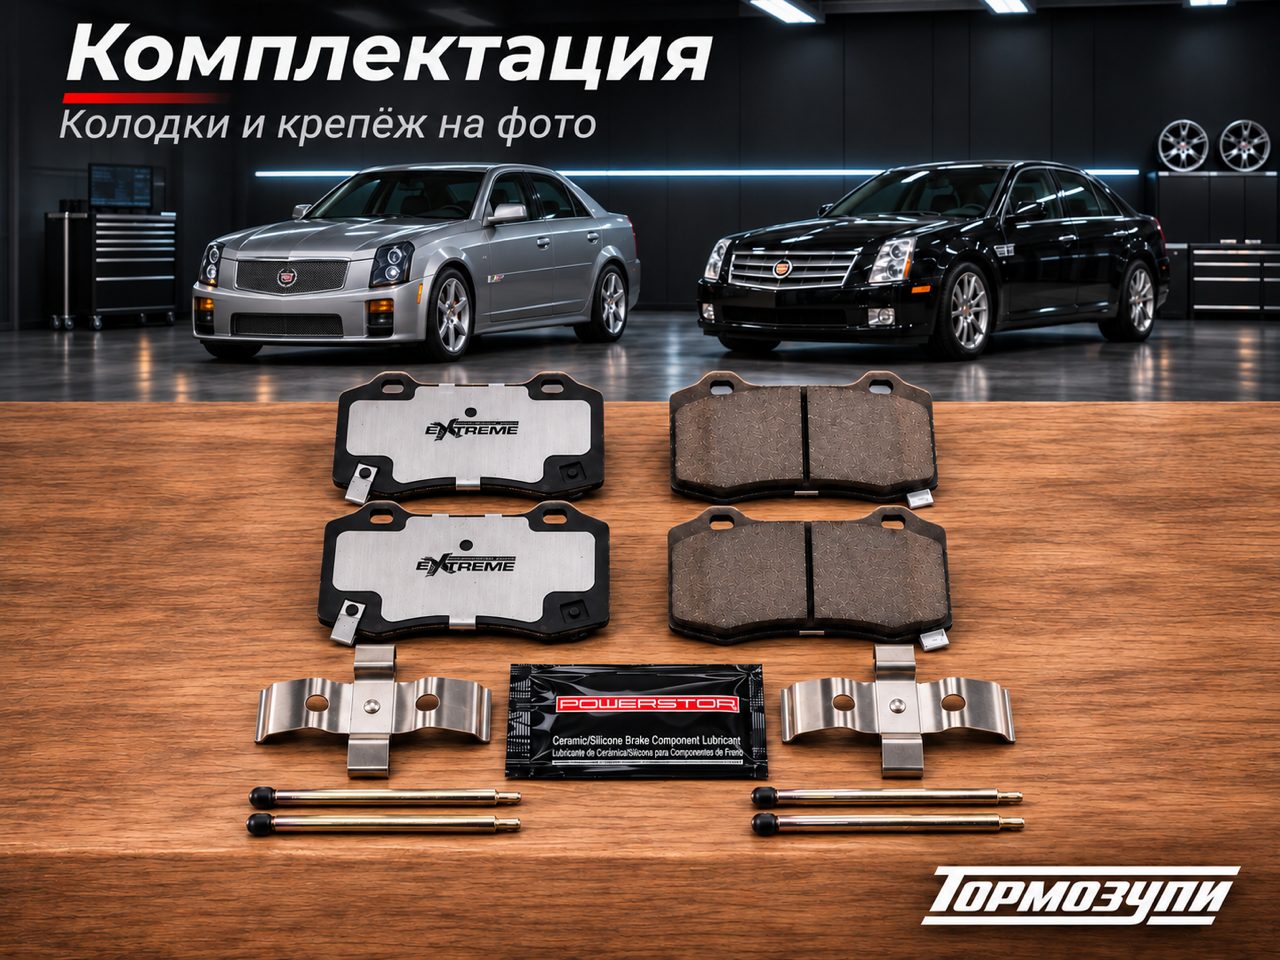 Комплектация
Колодки и крепёж на фото
EXTREME
EXTREME
POWERSTOP
Ceramic/Silicone Brake Component Lubricant
Lubricante de Cerámica/Silicona para Componentes de Freno
ТОРМОЗУПИ